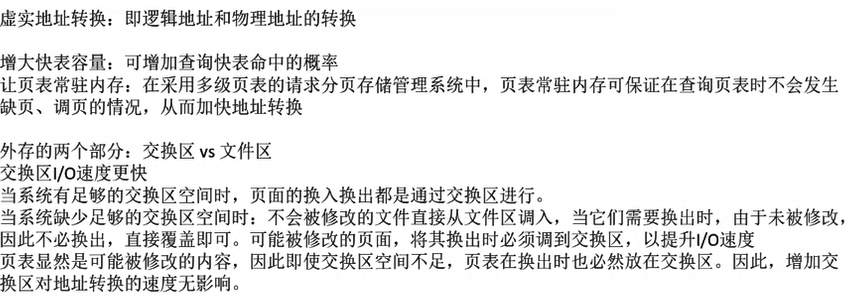 虚实地址转换：即逻辑地址和物理地址的转换
增大快表容量：可增加查询快表命中的概率
让页表常驻内存：在采用多级页表的请求分页存储管理系统中，页表常驻内存可保证在查询页表时不会发生
缺页、调页的情况，从而加快地址转换
外存的两个部分：交换区 vs 文件区
交换区I/O速度更快
当系统有足够的交换区空间时，页面的换入换出都是通过交换区进行。
当系统缺少足够的交换区空间时：不会被修改的文件直接从文件区调入，当它们需要换出时，由于未被修改，
因此不必换出，直接覆盖即可。可能被修改的页面，将其换出时必须调到交换区，以提升I/O速度
页表显然是可能被修改的内容，因此即使交换区空间不足，页表在换出时也必然放在交换区。因此，增加交
换区对地址转换的速度无影响。